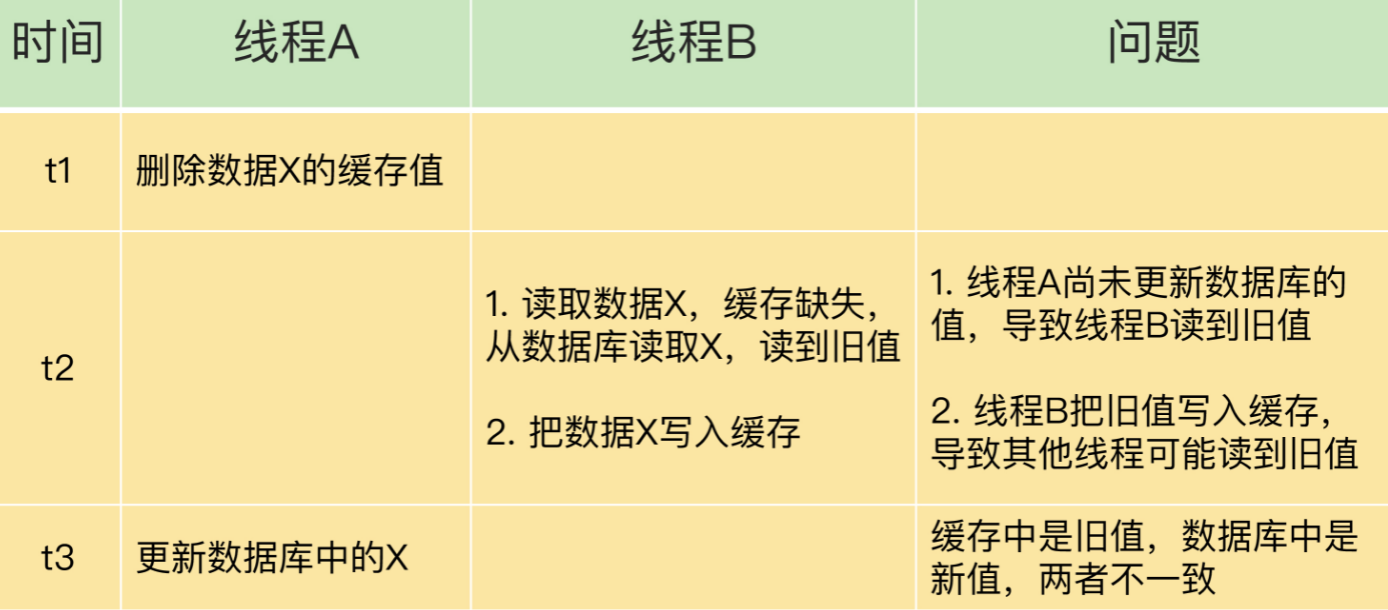 时间 线程A 线程B 问题
t1 删除数据X的缓存值
t2
1. 读取数据X，缓存缺失，
从数据库读取X，读到旧值
2. 把数据X写入缓存
1. 线程A尚未更新数据库的
值，导致线程B读到旧值
2. 线程B把旧值写入缓存，
导致其他线程可能读到旧值
t3 更新数据库中的X
缓存中是旧值，数据库中是
新值，两者不一致